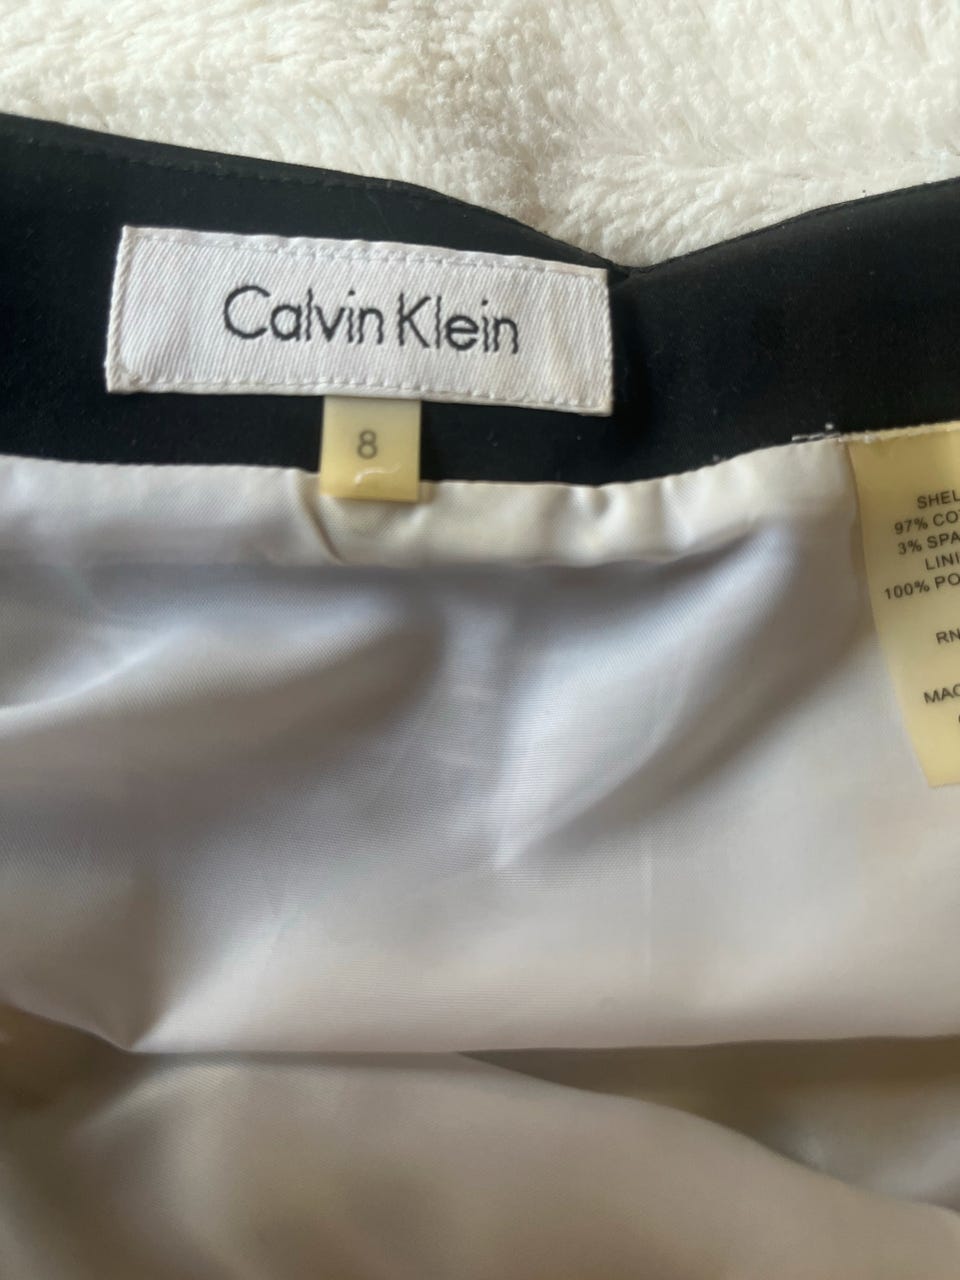 Calvin Klein
8
SHEL
97% CO
3% SPA
LINI
100% PO
RN
MAC